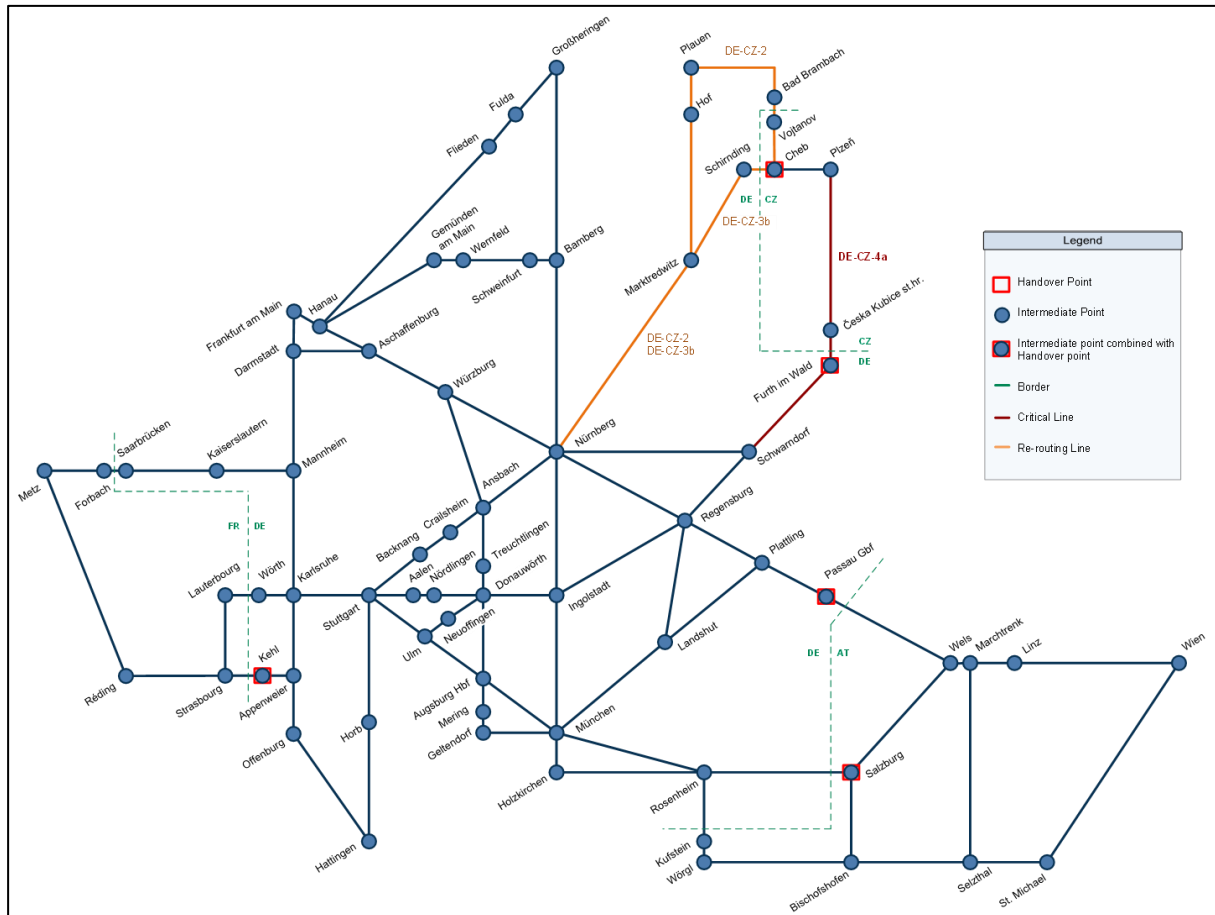 Großheringen
Plauen
DE-CZ-2
Bad Brambach
Fulda
Hof
Flieden
Vojtanov
Schirnding
Cheb
Plzeň
DE
CZ
DE-CZ-3b
Gemünden
am Main
Wernfeld
Schweinfurt
Bamberg
Marktredwitz
DE-CZ-4a
Legend
Handover Point
Intermediate Point
Intermediate point combined with
Handover point
Border
Critical Line
Re-routing Line
Frankfurt am Main
Hanau
Aschaffenburg
Darmstadt
Česka Kubice st.hr.
CZ
DE
DE-CZ-2
DE-CZ-3b
Furth im Wald
Würzburg
Nürnberg
Schwarndorf
Saarbrücken
Kaiserslautern
Mannheim
Metz
Forbach
Ansbach
Crailsheim
Backnang
Regensburg
FR
DE
Treuchtlingen
Plattling
Passau Gbf
Lauterbourg
Wörth
Karlsruhe
Stuttgart
Aalen
Nördlingen
Donauwörth
Ingolstadt
Neuoffingen
Ulm
Landshut
DE
AT
Wels
Marchtrenk
Linz
Wien
Réding
Strasbourg
Kehl
Appenweier
Augsburg Hbf
Mering
Geltendorf
München
Horb
Offenburg
Holzkirchen
Rosenheim
Salzburg
Hattingen
Kufstein
Wörgl
Bischofshofen
Selzthal
St. Michael